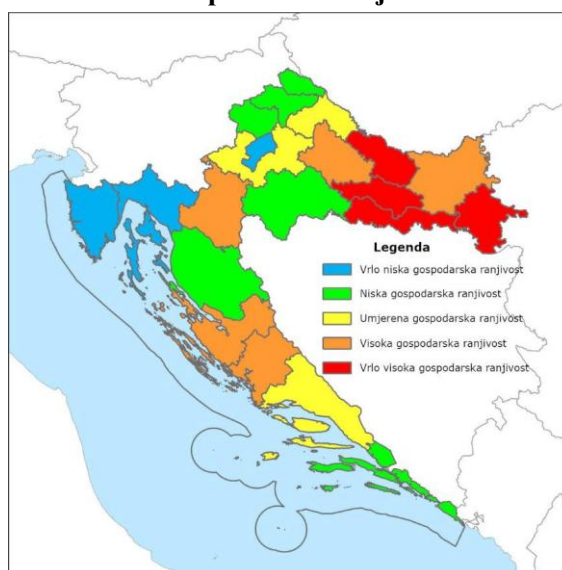 Legenda
Vrlo niska gospodarska ranjivost
Niska gospodarska ranjivost
Umjerena gospodarska ranjivost
Visoka gospodarska ranjivost
Vrlo visoka gospodarska ranjivost